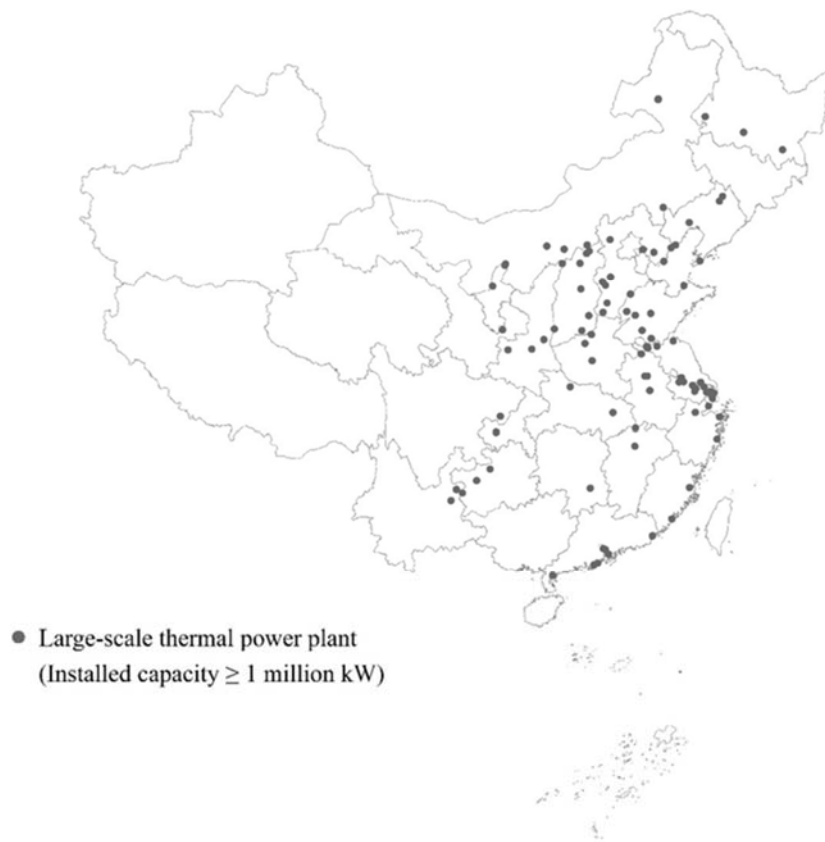 Large-scale thermal power plant
(Installed capacity ≥ 1 million kW)